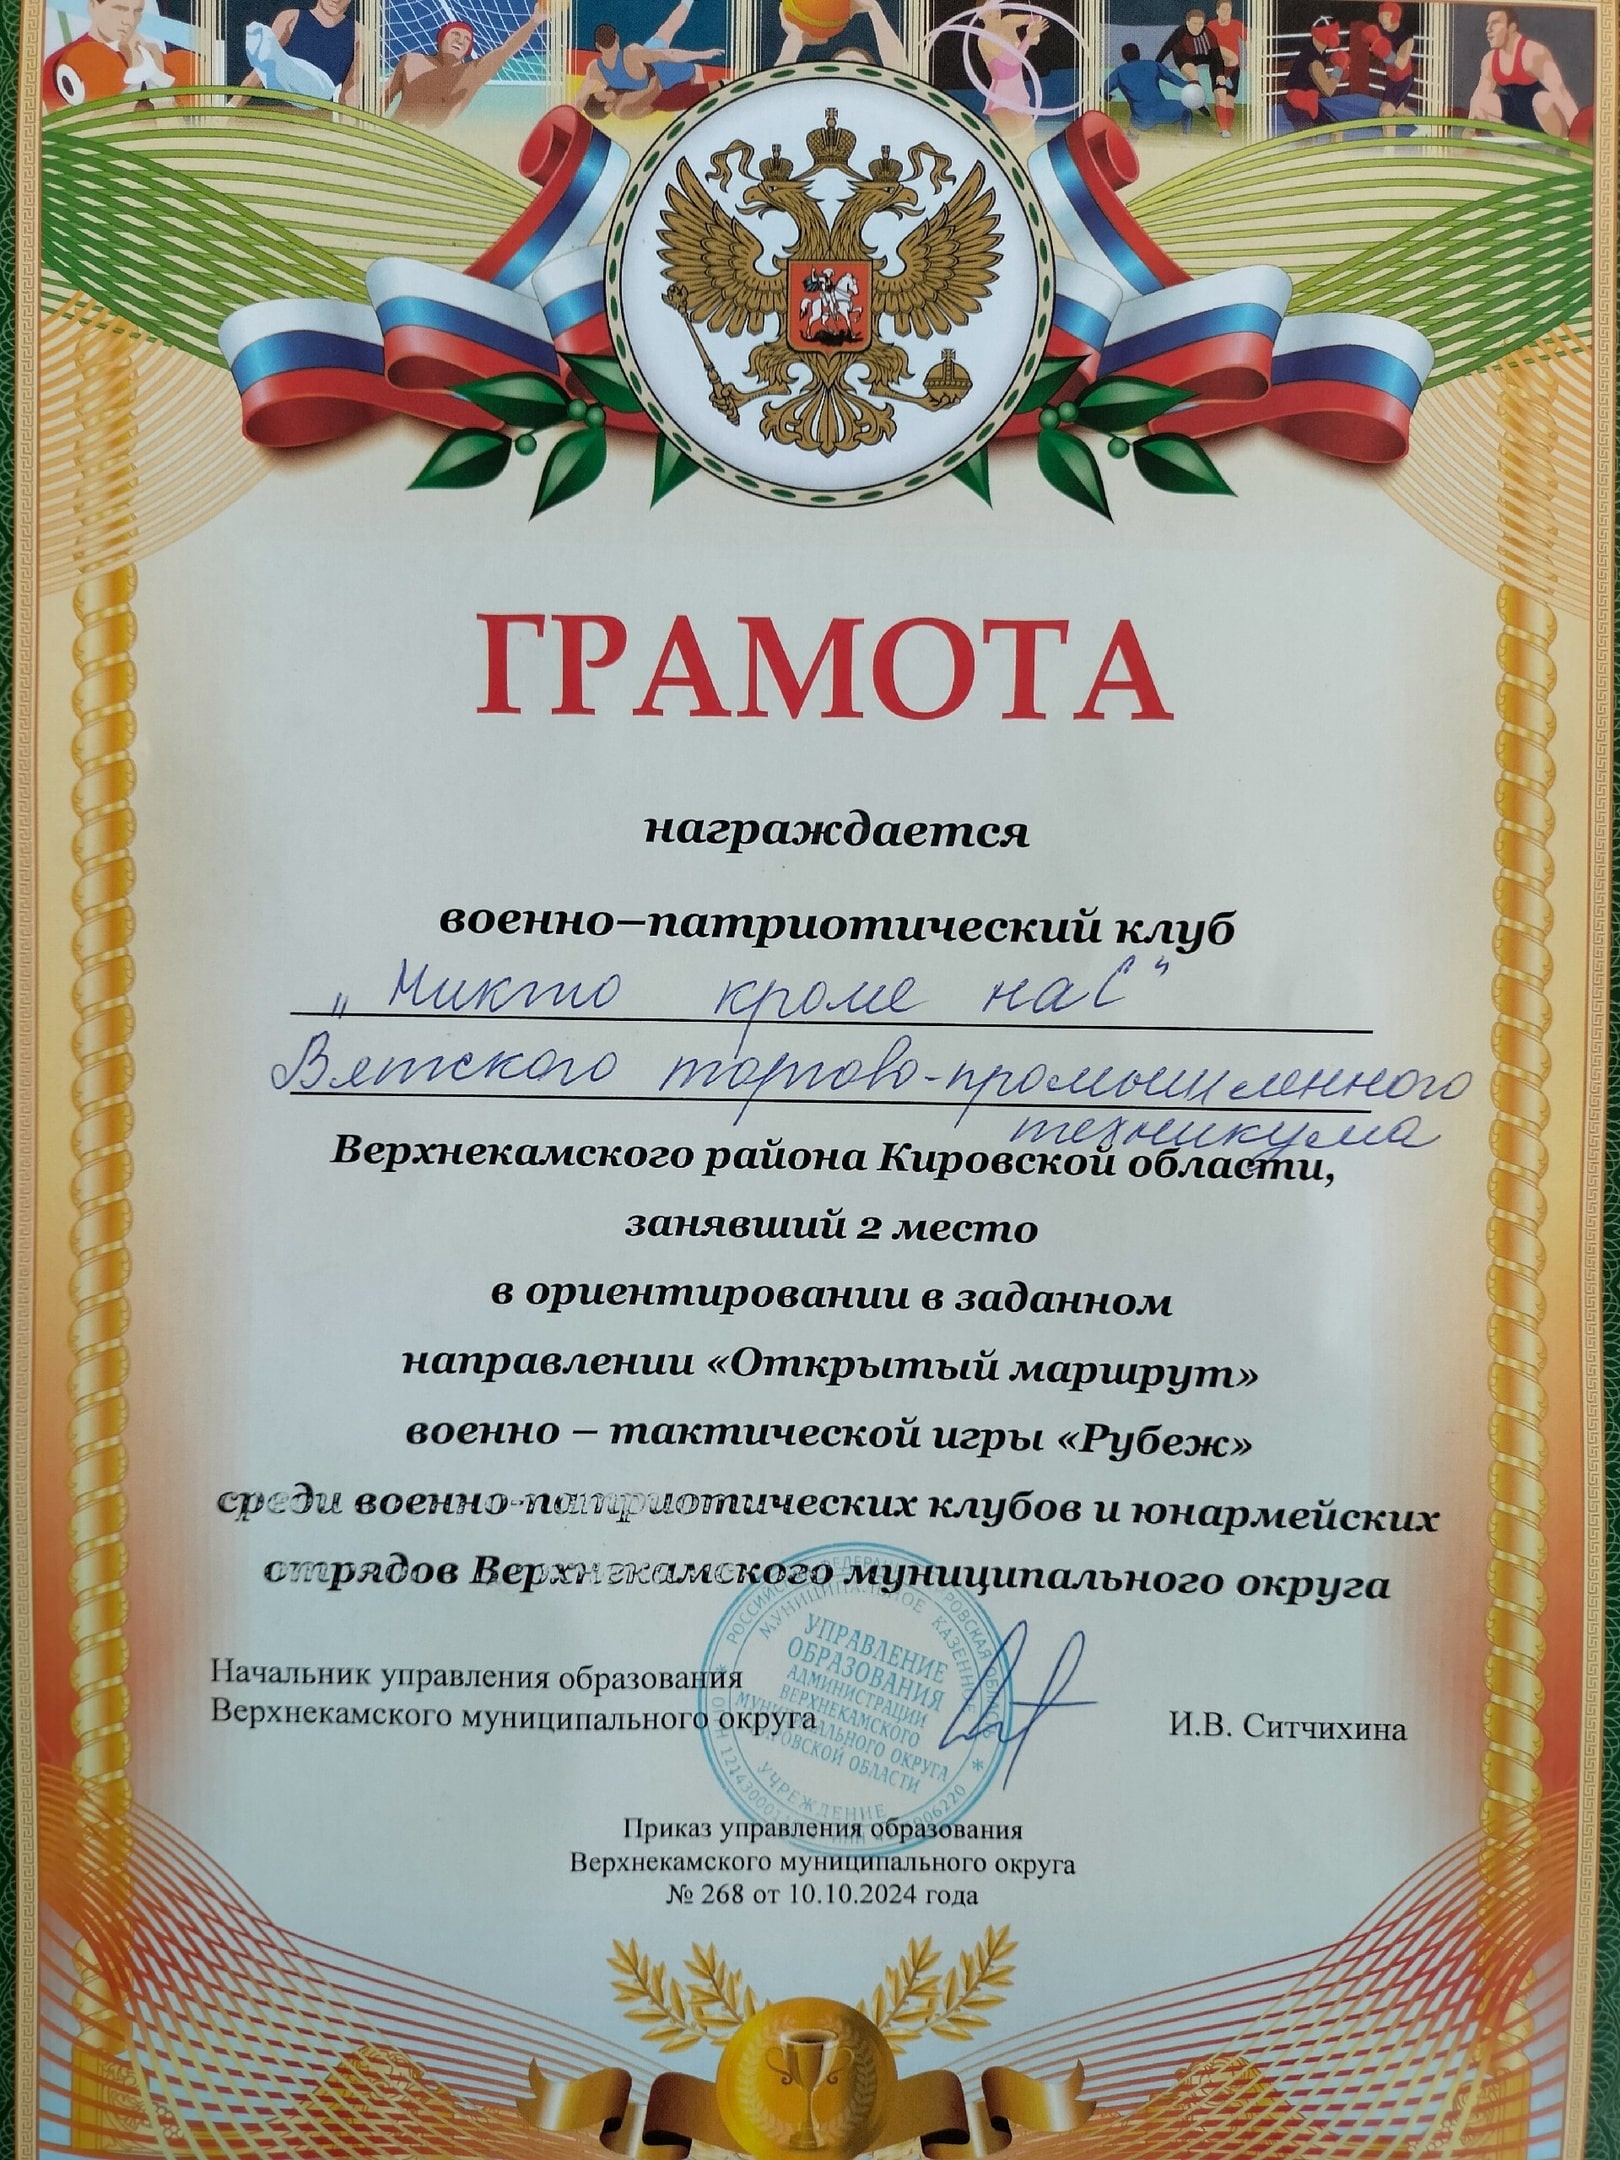 ГРАМОТА
награждается
военно–патриотический клуб
„Никто кроме наС"
Вятского торгово-промышленного
техникума
Верхнекамского района Кировской области,
занявший 2 место
в ориентировании в заданном
направлении «Открытый маршрут»
военно – тактической игры «Рубеж»
среди военно-патриотических клубов и юнармейских
отрядов Верхнекамского муниципального округа
Начальник управления образования
Верхнекамского муниципального округа
И.В. Ситчихина
МУНИЦИПАЛЬНОЕ КАЗЕННОЕ
УЧРЕЖДЕНИЕ
УПРАВЛЕНИЕ
ОБРАЗОВАНИЯ
АДМИНИСТРАЦИИ
ВЕРХНЕКАМСКОГО
МУНИЦИПАЛЬНОГО ОКРУГА
КИРОВСКОЙ ОБЛАСТИ
Приказ управления образования
Верхнекамского муниципального округа
№ 268 от 10.10.2024 года